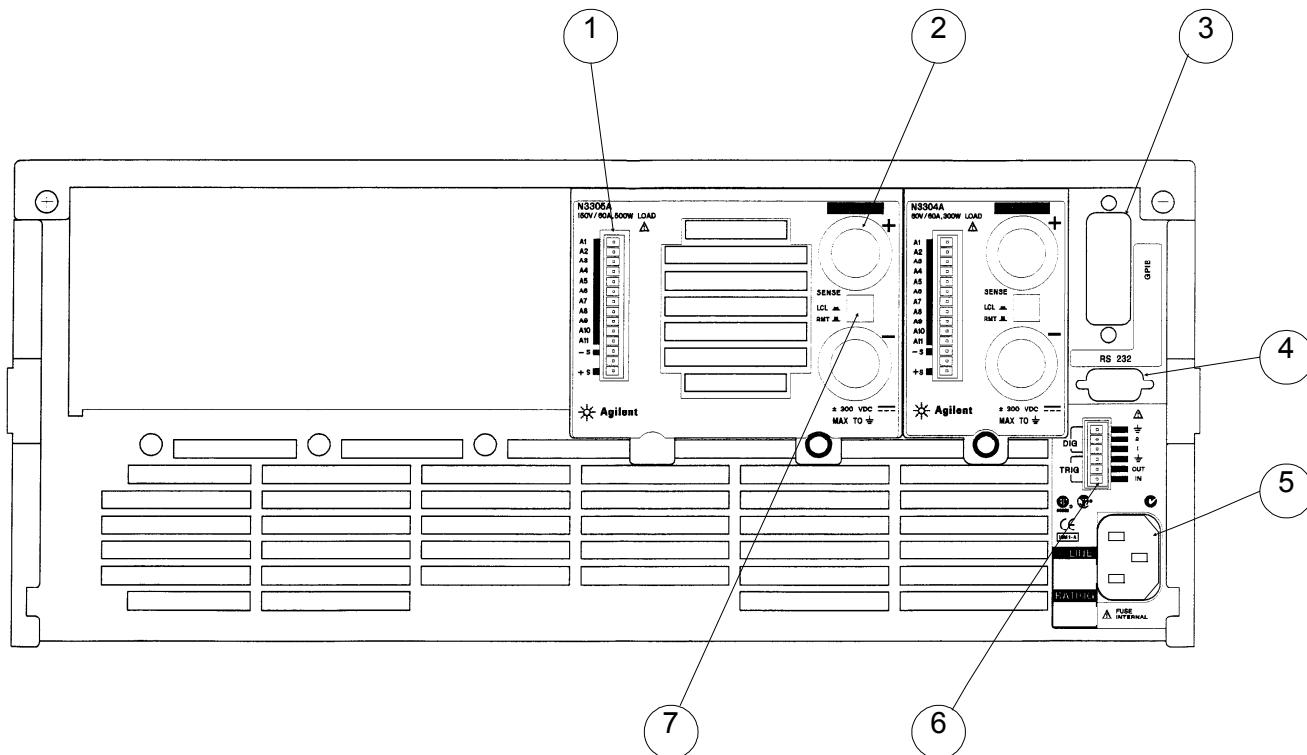 1
2
3
N3305A
150V/60A,500W LOAD
A1
A2
A3
A4
A5
A6
A7
A8
A9
A10
A11
- S
+ S
+
SENSE
LCL
RMT
-
Agilent
± 300 VDC
MAX TO
N3304A
60V/60A,300W LOAD
A1
A2
A3
A4
A5
A6
A7
A8
A9
A10
A11
- S
+ S
+
SENSE
LCL
RMT
-
Agilent
± 300 VDC
MAX TO
GPIB
RS 232
4
DIG
2
1
TRIG
OUT
IN
5
CE
LINE
RATING
FUSE
INTERNAL
7
6